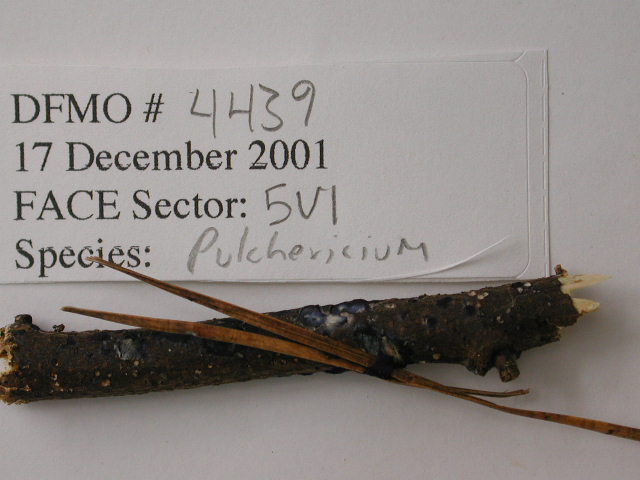 DFMO # 4439
17 December 2001
FACE Sector: 5V1
Species: Pulchericium